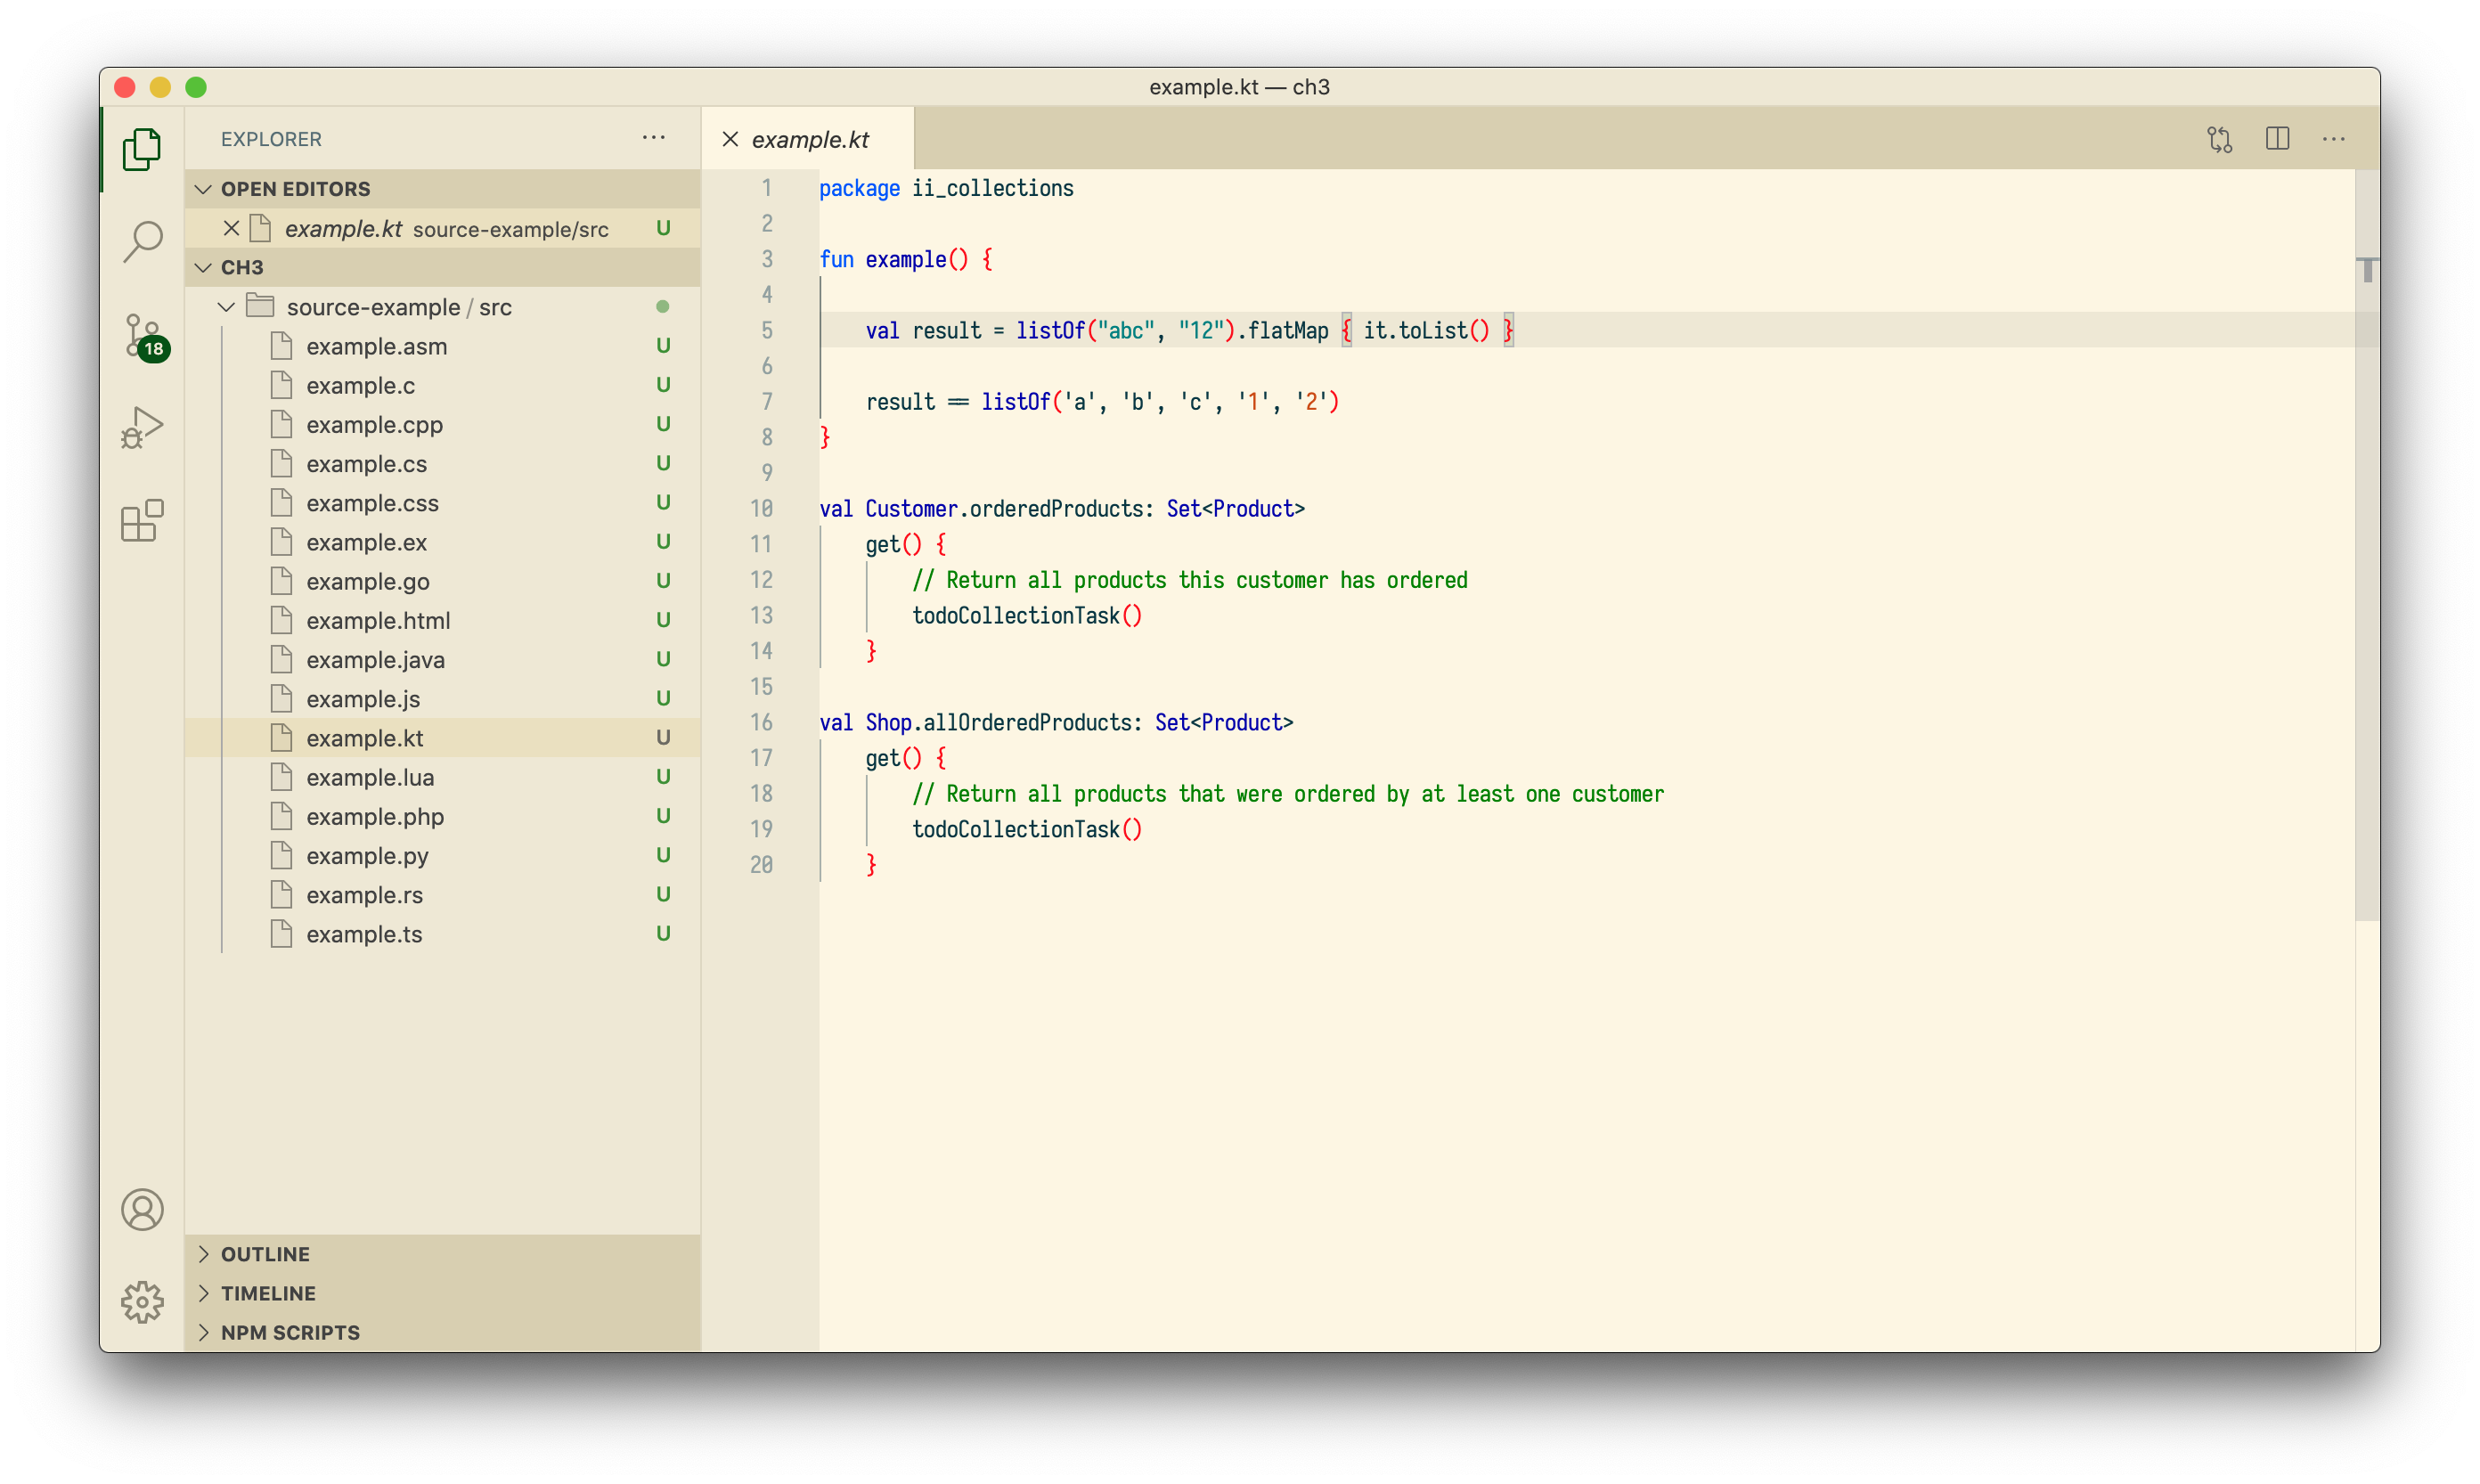 example.kt — ch3
EXPLORER
example.kt
OPEN EDITORS
example.kt source-example/src U
CH3
source-example / src
example.asm U
example.c U
18
example.cpp U
example.cs U
example.css U
example.ex U
example.go U
example.html U
example.java U
example.js U
example.kt U
example.lua U
example.php U
example.py U
example.rs U
example.ts U
OUTLINE
TIMELINE
NPM SCRIPTS
1 package ii_collections
2
3 fun example() {
4
5     val result = listOf("abc", "12").flatMap { it.toList() }
6
7     result == listOf('a', 'b', 'c', '1', '2')
8 }
9
10 val Customer.orderedProducts: Set<Product>
11     get() {
12         // Return all products this customer has ordered
13         todoCollectionTask()
14     }
15
16 val Shop.allOrderedProducts: Set<Product>
17     get() {
18         // Return all products that were ordered by at least one customer
19         todoCollectionTask()
20     }